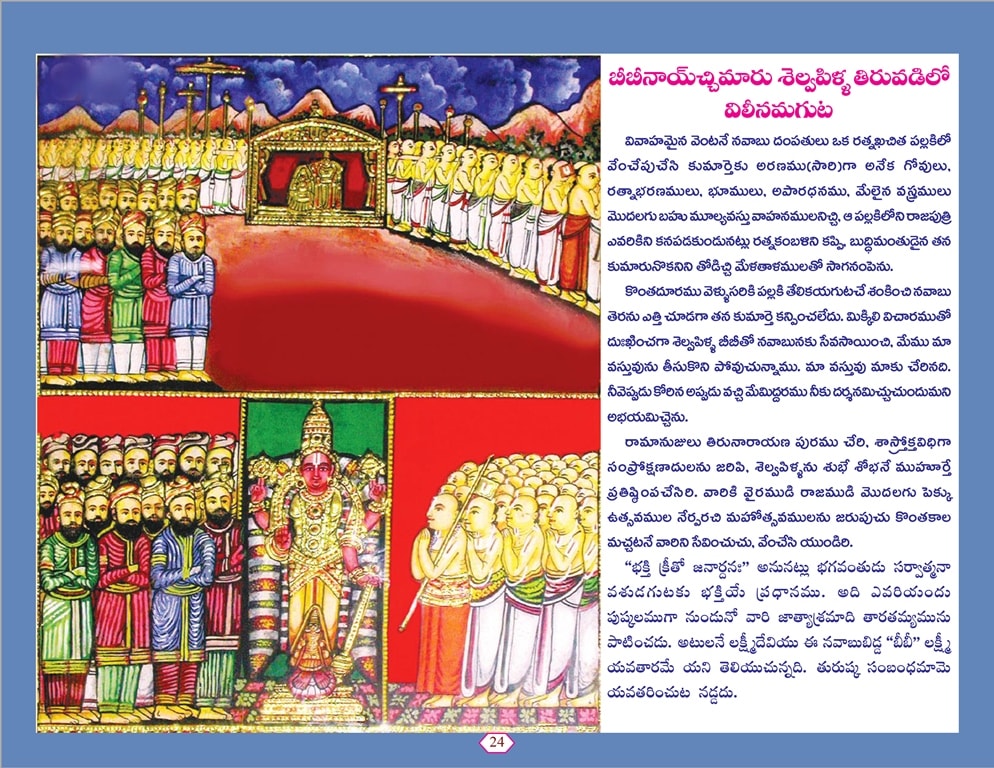 బీబీనాయ్చ్చిమారు శెల్వపిళ్ళ తిరువడిలో
విలీనమగుట
వివాహమైన వెంటనే నవాబు దంపతులు ఒక రత్నఖచిత పల్లకిలో
వేంచేపుచేసి కుమార్తెకు అరణము(సారి)గా అనేక గోవులు,
రత్నాభరణములు, భూములు, అపారధనము, మేలైన వస్త్రములు
మొదలగు బహు మూల్యవస్తు వాహనములనిచ్చి, ఆ పల్లకిలోని రాజపుత్రి
ఎవరికిని కనపడకుండునట్లు రత్నకంబళిని కప్పి, బుద్ధిమంతుడైన తన
కుమారునొకనిని తోడిచ్చి మేళతాళములతో సాగనంపెను.
కొంతదూరము వెళ్ళుసరికి పల్లకి తేలికయగుటచే శంకించి నవాబు
తెరను ఎత్తి చూడగా తన కుమార్తె కన్పించలేదు. మిక్కిలి విచారముతో
దుఃఖించగా శెల్వపిళ్ళ బీబీతో నవాబునకు సేవసాయించి, మేము మా
వస్తువును తీసుకొని పోవుచున్నాము. మా వస్తువు మాకు చేరినది.
నీవెప్పుడు కోరిన అప్పుడు వచ్చి మేమిద్దరము నీకు దర్శనమిచ్చుచుందుమని
అభయమిచ్చెను.
రామానుజులు తిరునారాయణ పురము చేరి, శాస్త్రోక్తవిధిగా
సంప్రోక్షణాదులను జరిపి, శెల్వపిళ్ళను శుభే శోభనే ముహూర్తే
ప్రతిష్ఠింపచేసిరి. వారికి వైరముడి రాజముడి మొదలగు పెక్కు
ఉత్సవముల నేర్పరచి మహోత్సవములను జరుపుచు కొంతకాల
మచ్చటనే వారిని సేవించుచు, వేంచేసి యుండిరి.
“భక్తి క్రీతో జనార్దనః” అనునట్లు భగవంతుడు సర్వాత్మనా
వశుడగుటకు భక్తియే ప్రధానము. అది ఎవరియందు
పుష్కలముగా నుండునో వారి జాత్యాశ్రమాది తారతమ్యమును
పాటించడు. అటులనే లక్ష్మీదేవియు ఈ నవాబుబిడ్డ “బీబీ” లక్ష్మీ
యవతారమే యని తెలియుచున్నది. తురుష్క సంబంధమామె
యవతరించుట నడ్డదు.
24